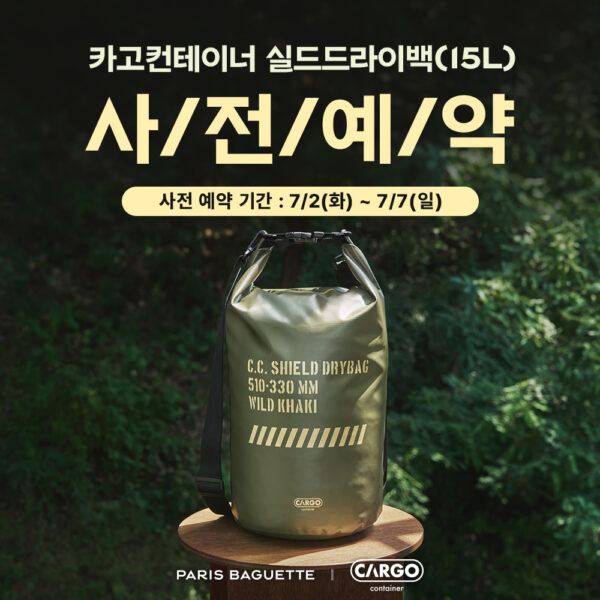 카고컨테이너 실드드라이백(15L)
사/전/예/약
사전 예약 기간 : 7/2(화) ~ 7/7(일)
C.C. SHIELD DRYBAG
510-330 MM
WILD KHAKI
CARGO
container
PARIS BAGUETTE | CARGO
container